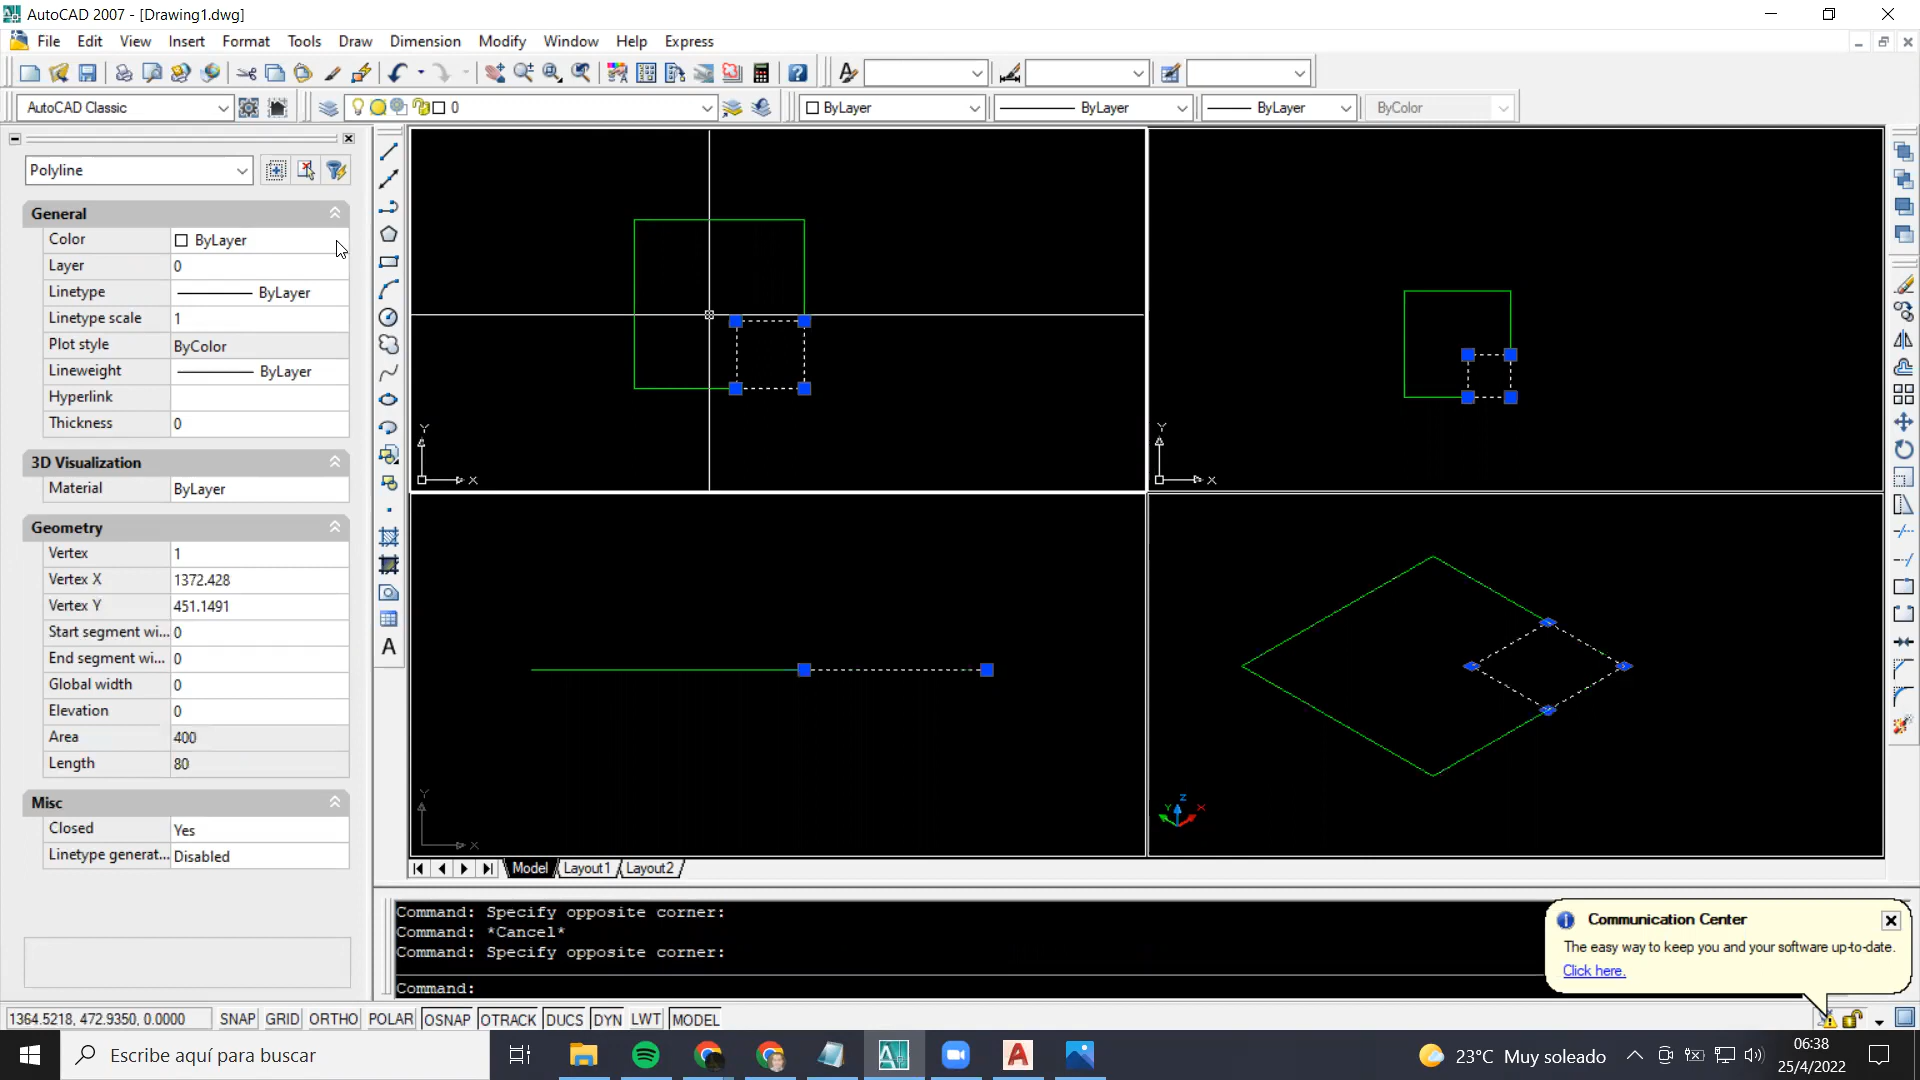 AutoCAD 2007 - [Drawing1.dwg]
File Edit View Insert Format Tools Draw Dimension Modify Window Help Express
AutoCAD Classic
0
ByLayer
ByLayer
ByLayer
ByColor
Polyline
General
Color ByLayer
Layer 0
Linetype ByLayer
Linetype scale 1
Plot style ByColor
Lineweight ByLayer
Hyperlink
Thickness 0
3D Visualization
Material ByLayer
Geometry
Vertex 1
Vertex X 1372.428
Vertex Y 451.1491
Start segment wi... 0
End segment wi... 0
Global width 0
Elevation 0
Area 400
Length 80
Misc
Closed Yes
Linetype generat... Disabled
A
Y
X
Y
X
Y
X
Z
Y
X
Model Layout1 Layout2
Command: Specify opposite corner:
Command: *Cancel*
Command: Specify opposite corner:
Command:
Communication Center
The easy way to keep you and your software up-to-date.
Click here.
1364.5218, 472.9350, 0.0000 SNAP GRID ORTHO POLAR OSNAP OTRACK DUCS DYN LWT MODEL
Escribe aquí para buscar
23°C Muy soleado
06:38
25/4/2022